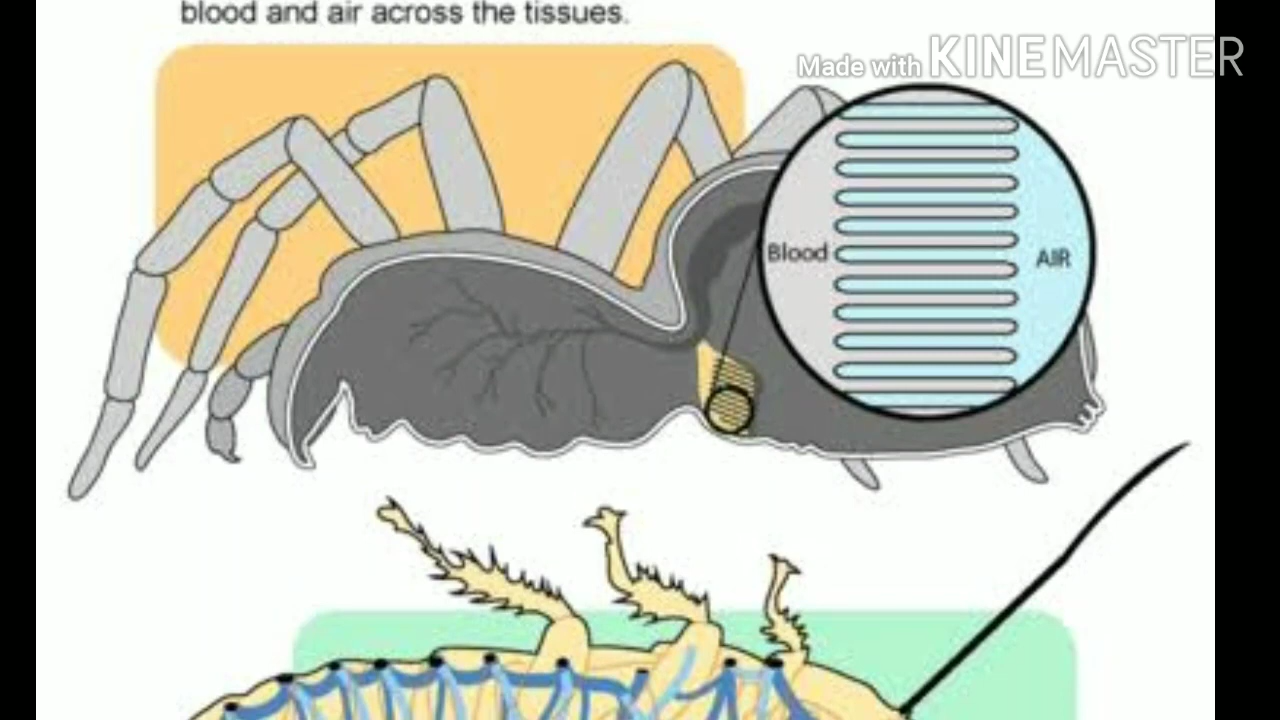 blood and air across the tissues.
Made with KINEMASTER
Blood
AIR